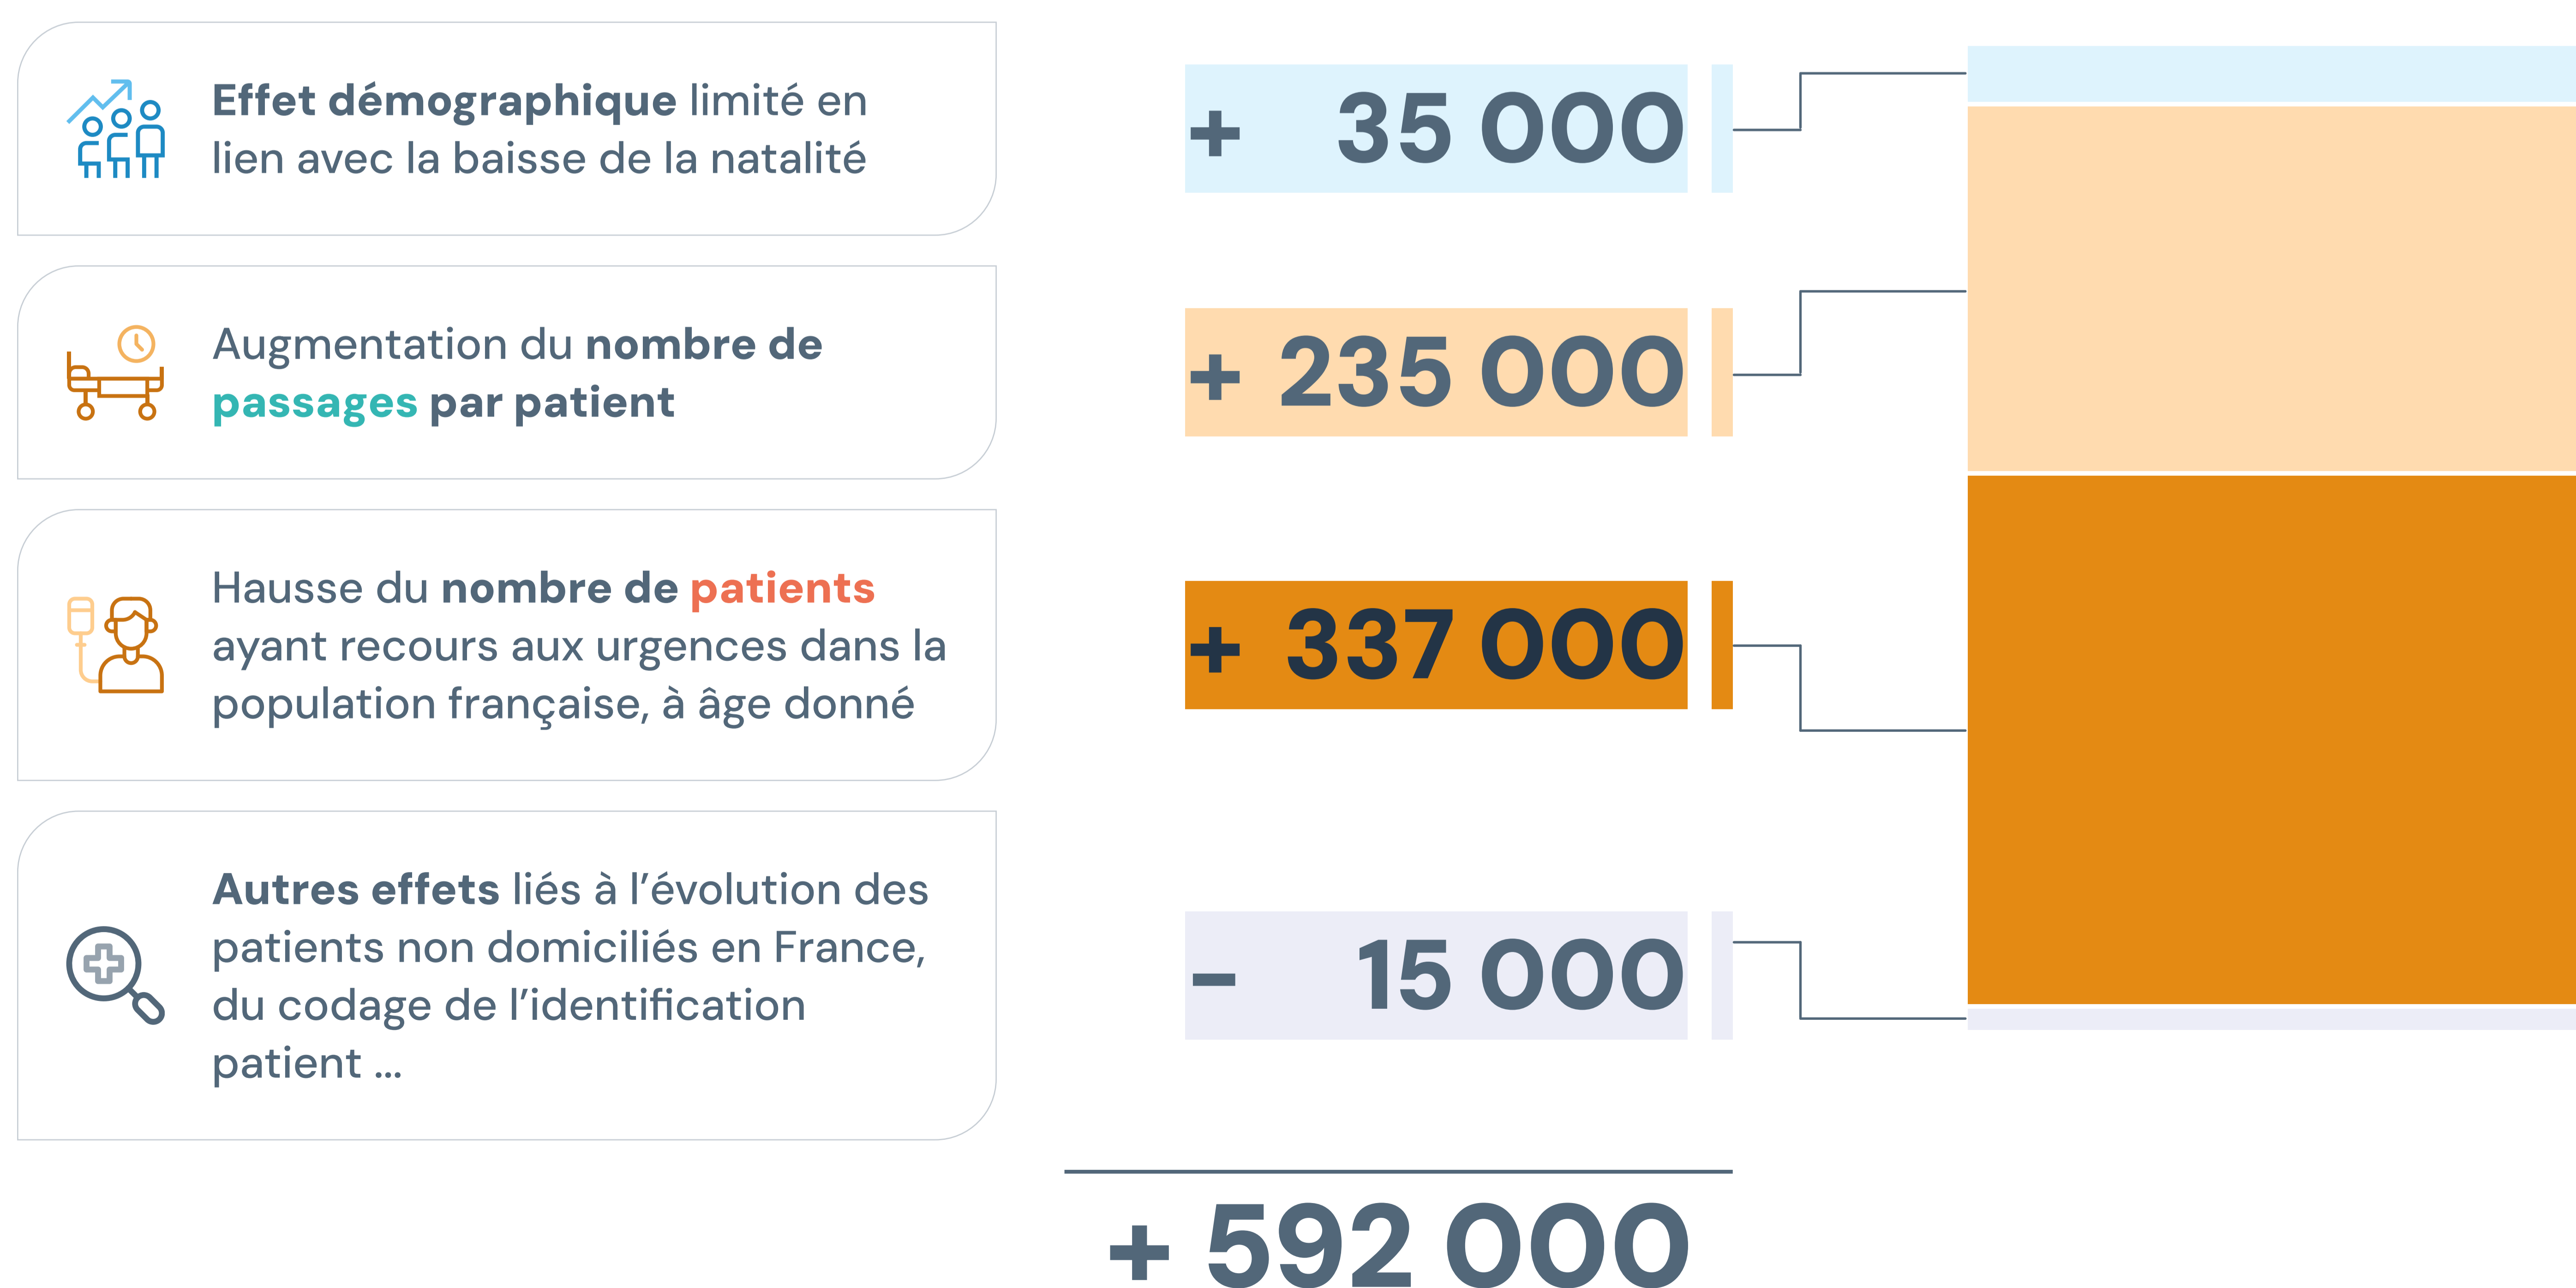 Effet démographique limité en
lien avec la baisse de la natalité
+ 35 000
Augmentation du nombre de
passages par patient
+ 235 000
Hausse du nombre de patients
ayant recours aux urgences dans la
population française, à âge donné
+ 337 000
Autres effets liés à l’évolution des
patients non domiciliés en France,
du codage de l’identification
patient ...
− 15 000
+ 592 000